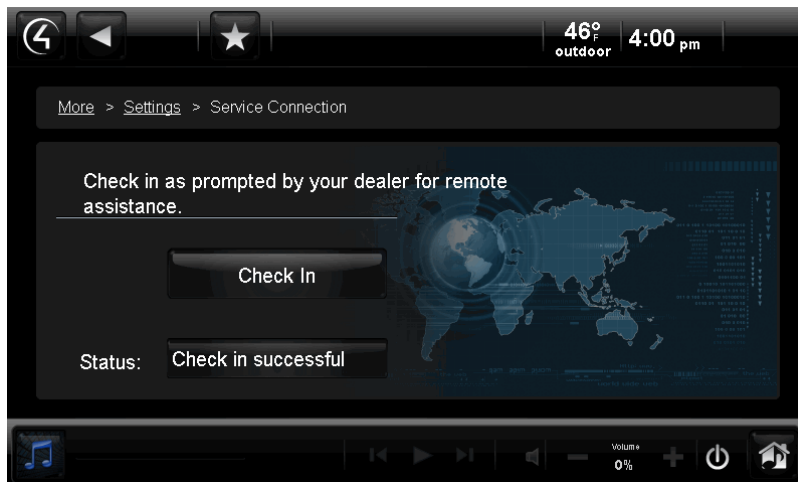 46°F
outdoor
4:00 pm
More > Settings > Service Connection
Check in as prompted by your dealer for remote
assistance.
Check In
Status: Check in successful
Volume
0%